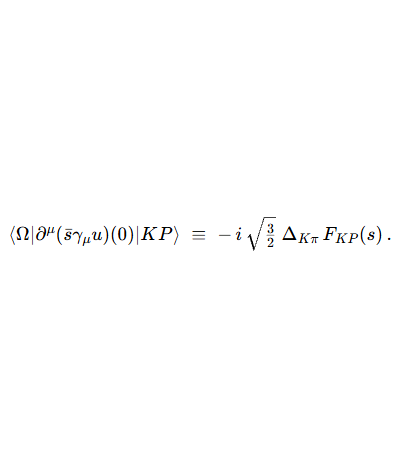 ⟨Ω|∂^μ(s̄γ_μu)(0)|KP⟩ ≡ − i √(3/2) Δ_{Kπ} F_{KP}(s) .